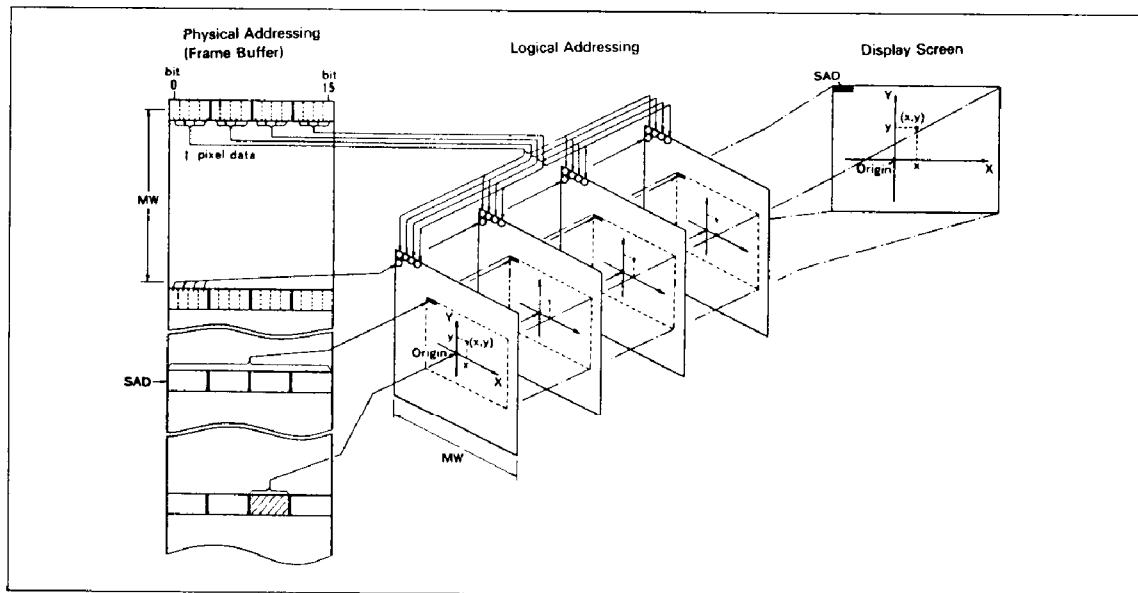 Physical Addressing
(Frame Buffer)
Logical Addressing
Display Screen
bit
0
bit
15
SAD
Y
(x,y)
y
Origin
x
X
1 pixel data
MW
Y
y
(x,y)
Origin
x
X
SAD
MW